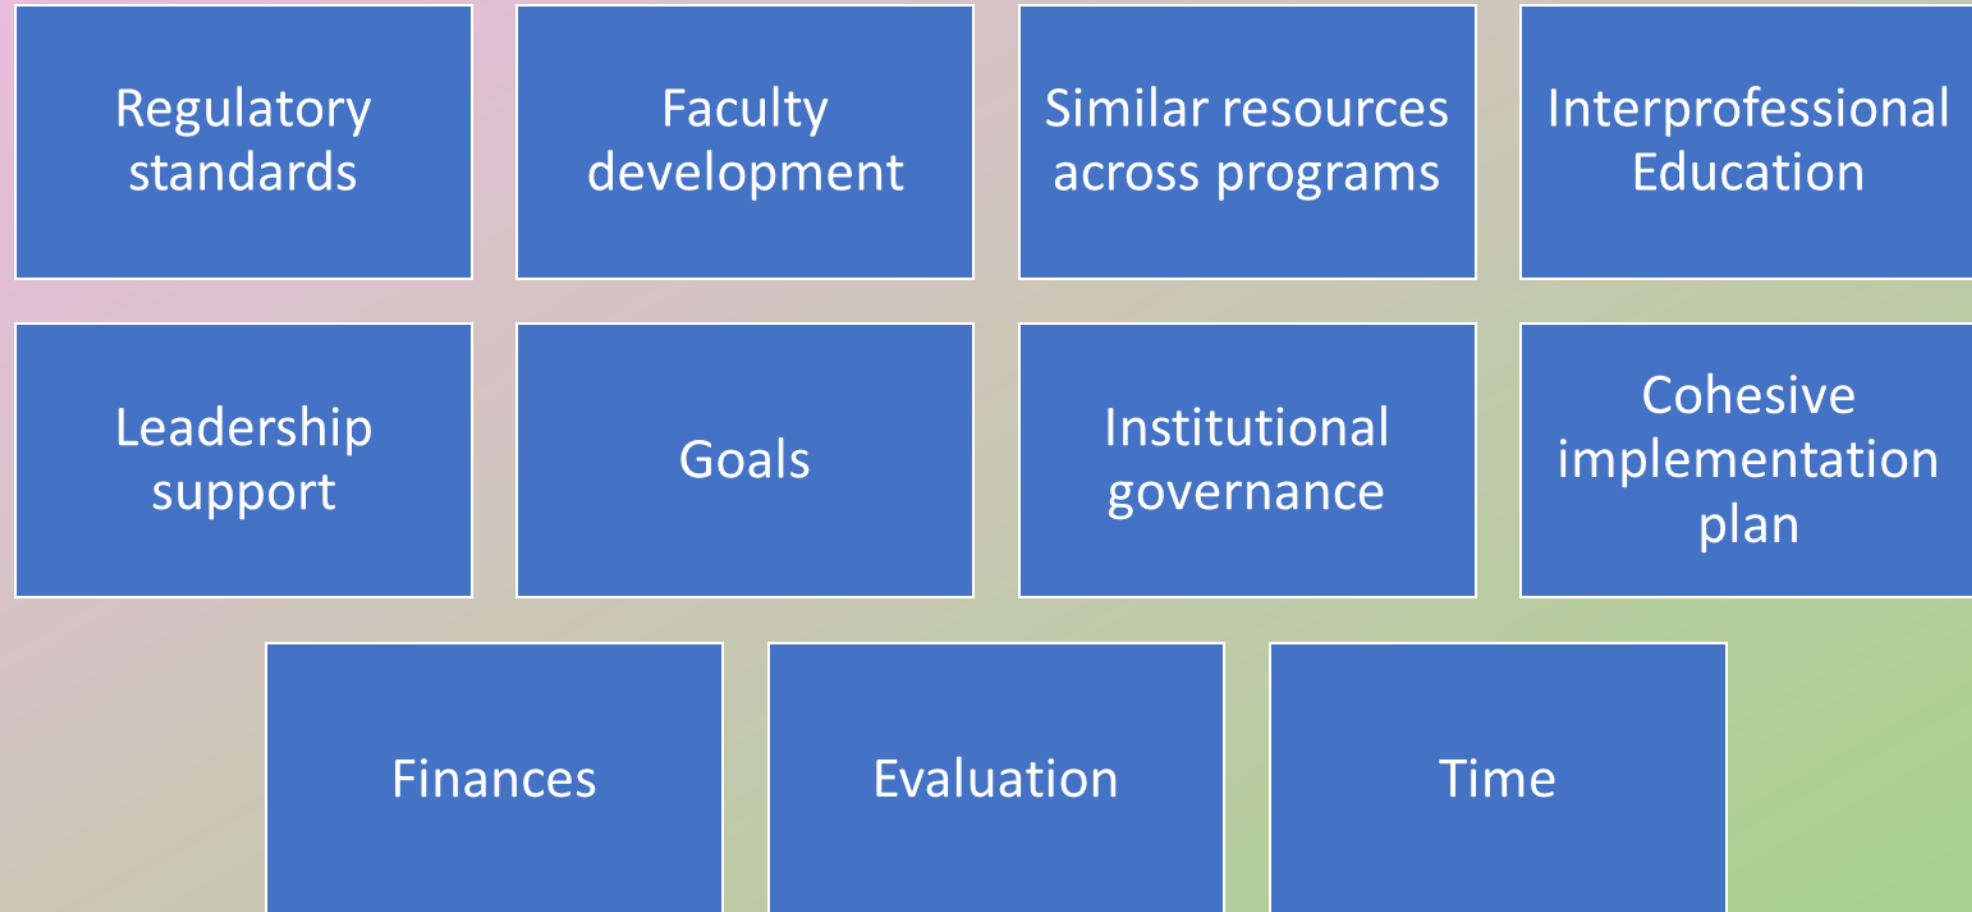 Regulatory
standards
Faculty
development
Similar resources
across programs
Interprofessional
Education
Leadership
support
Goals
Institutional
governance
Cohesive
implementation
plan
Finances
Evaluation
Time